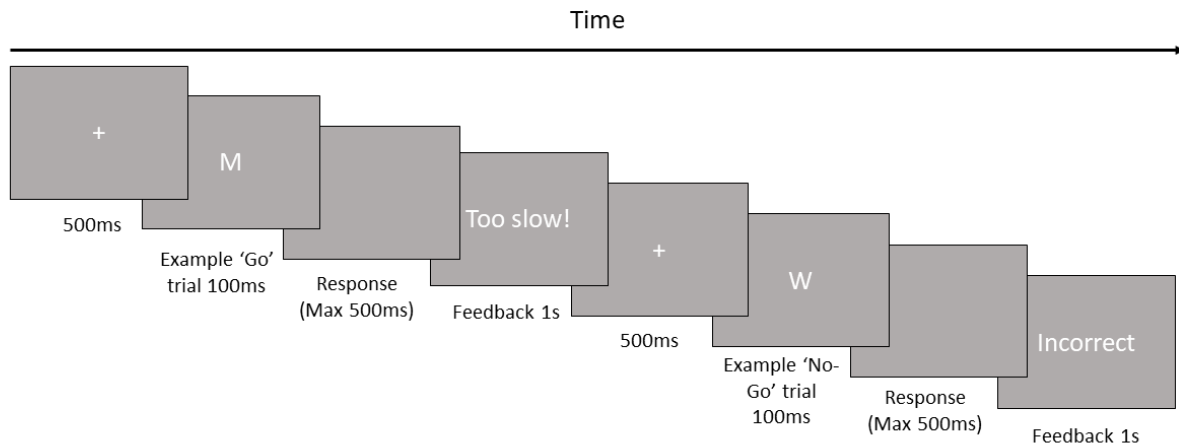 Time
+
500ms
M
Example ‘Go’
trial 100ms
Response
(Max 500ms)
Too slow!
Feedback 1s
+
500ms
W
Example ‘No-
Go’ trial
100ms
Response
(Max 500ms)
Incorrect
Feedback 1s